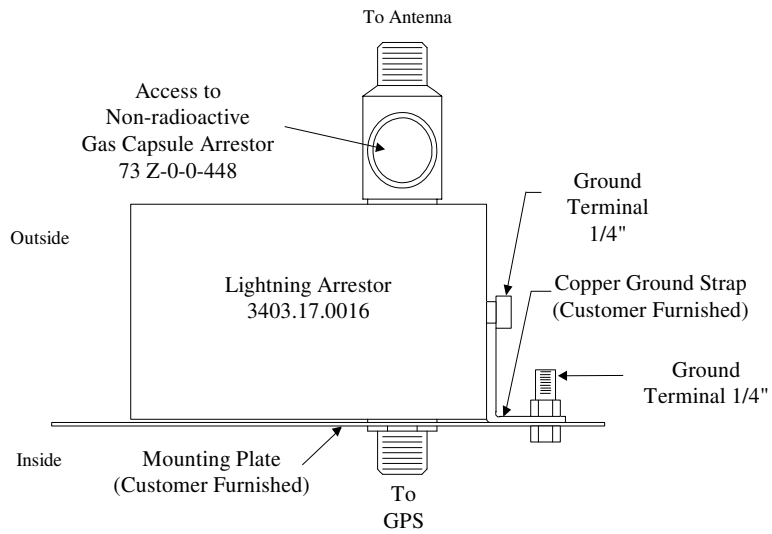 To Antenna
Access to
Non-radioactive
Gas Capsule Arrestor
73 Z-0-0-448
Ground
Terminal
1/4"
Outside
Lightning Arrestor
3403.17.0016
Copper Ground Strap
(Customer Furnished)
Ground
Terminal 1/4"
Inside
Mounting Plate
(Customer Furnished)
To
GPS